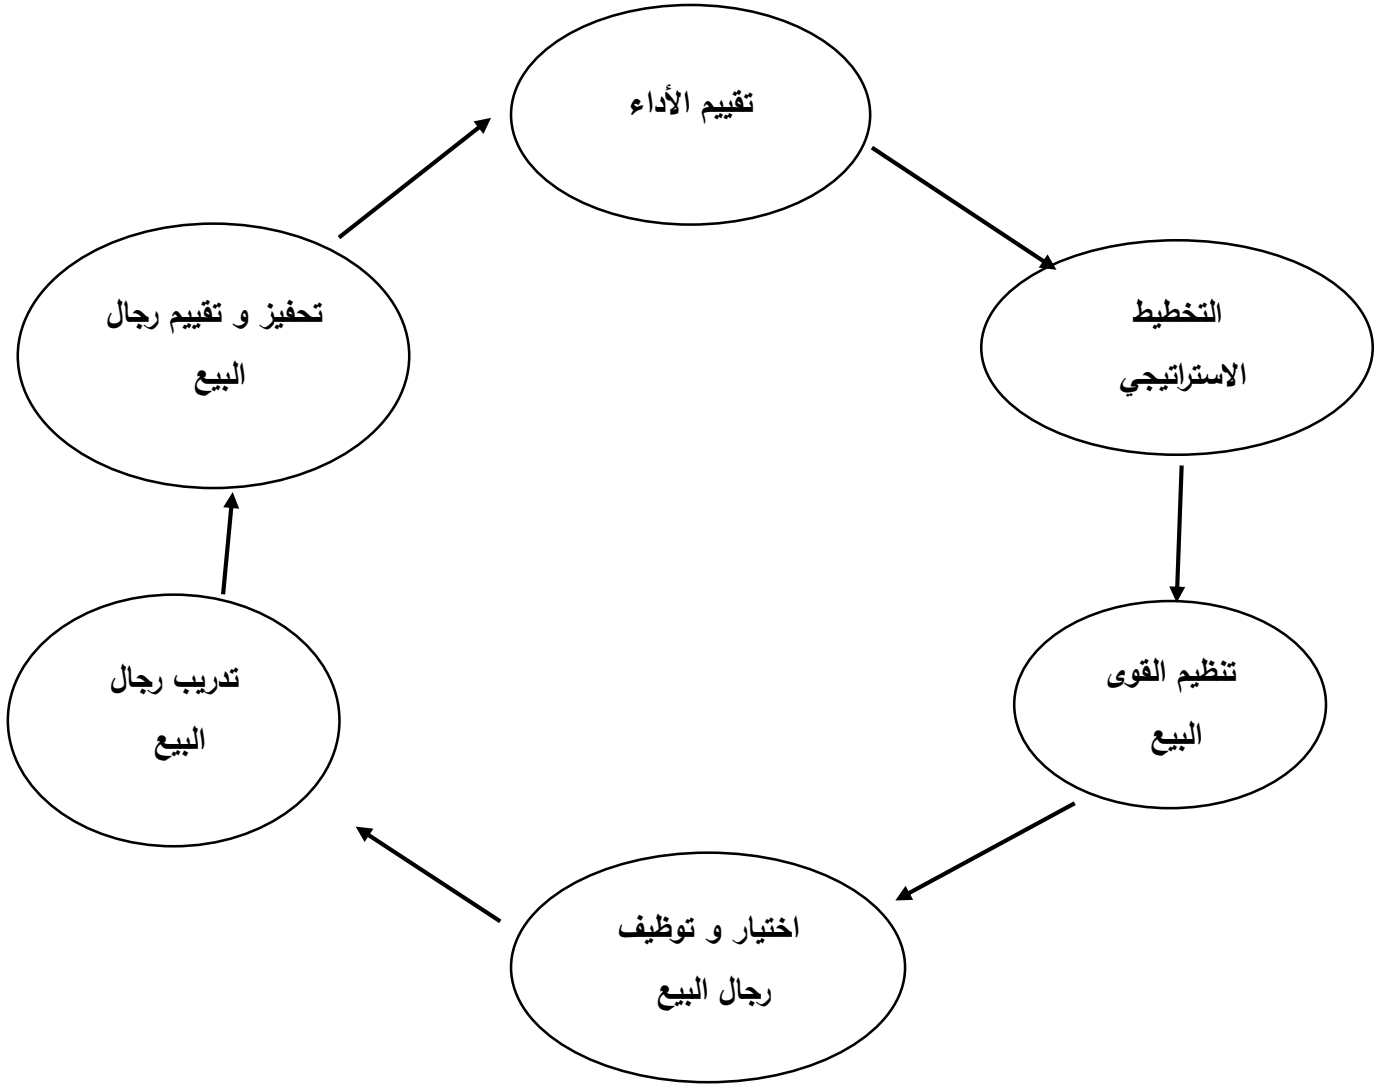 تقييم الأداء
التخطيط
الاستراتيجي
تحفيز و تقييم رجال
البيع
تنظيم القوى
البيع
تدريب رجال
البيع
اختيار و توظيف
رجال البيع